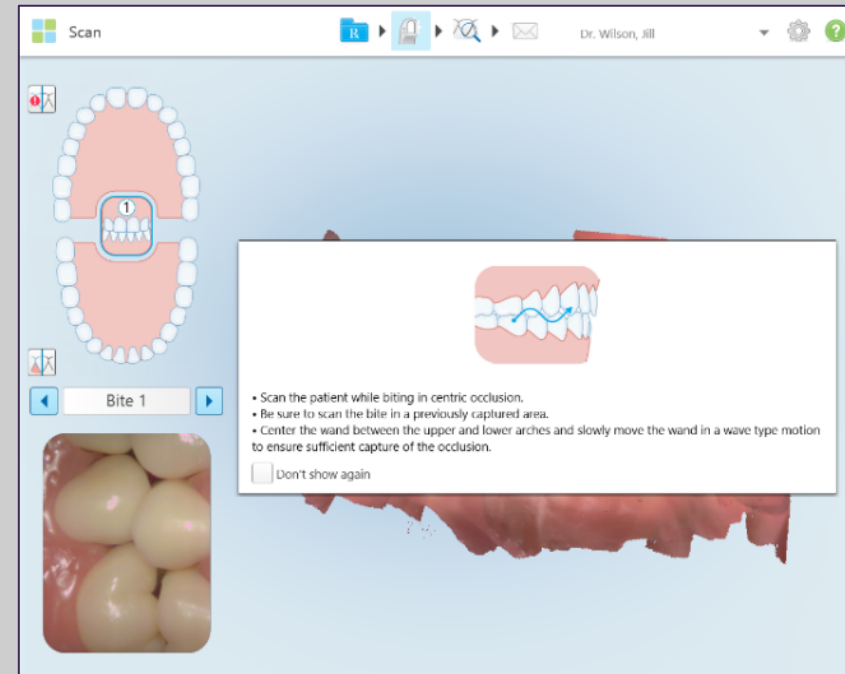 Scan
R
Dr. Wilson, Jill
?
1
Bite 1
• Scan the patient while biting in centric occlusion.
• Be sure to scan the bite in a previously captured area.
• Center the wand between the upper and lower arches and slowly move the wand in a wave type motion
to ensure sufficient capture of the occlusion.
Don't show again